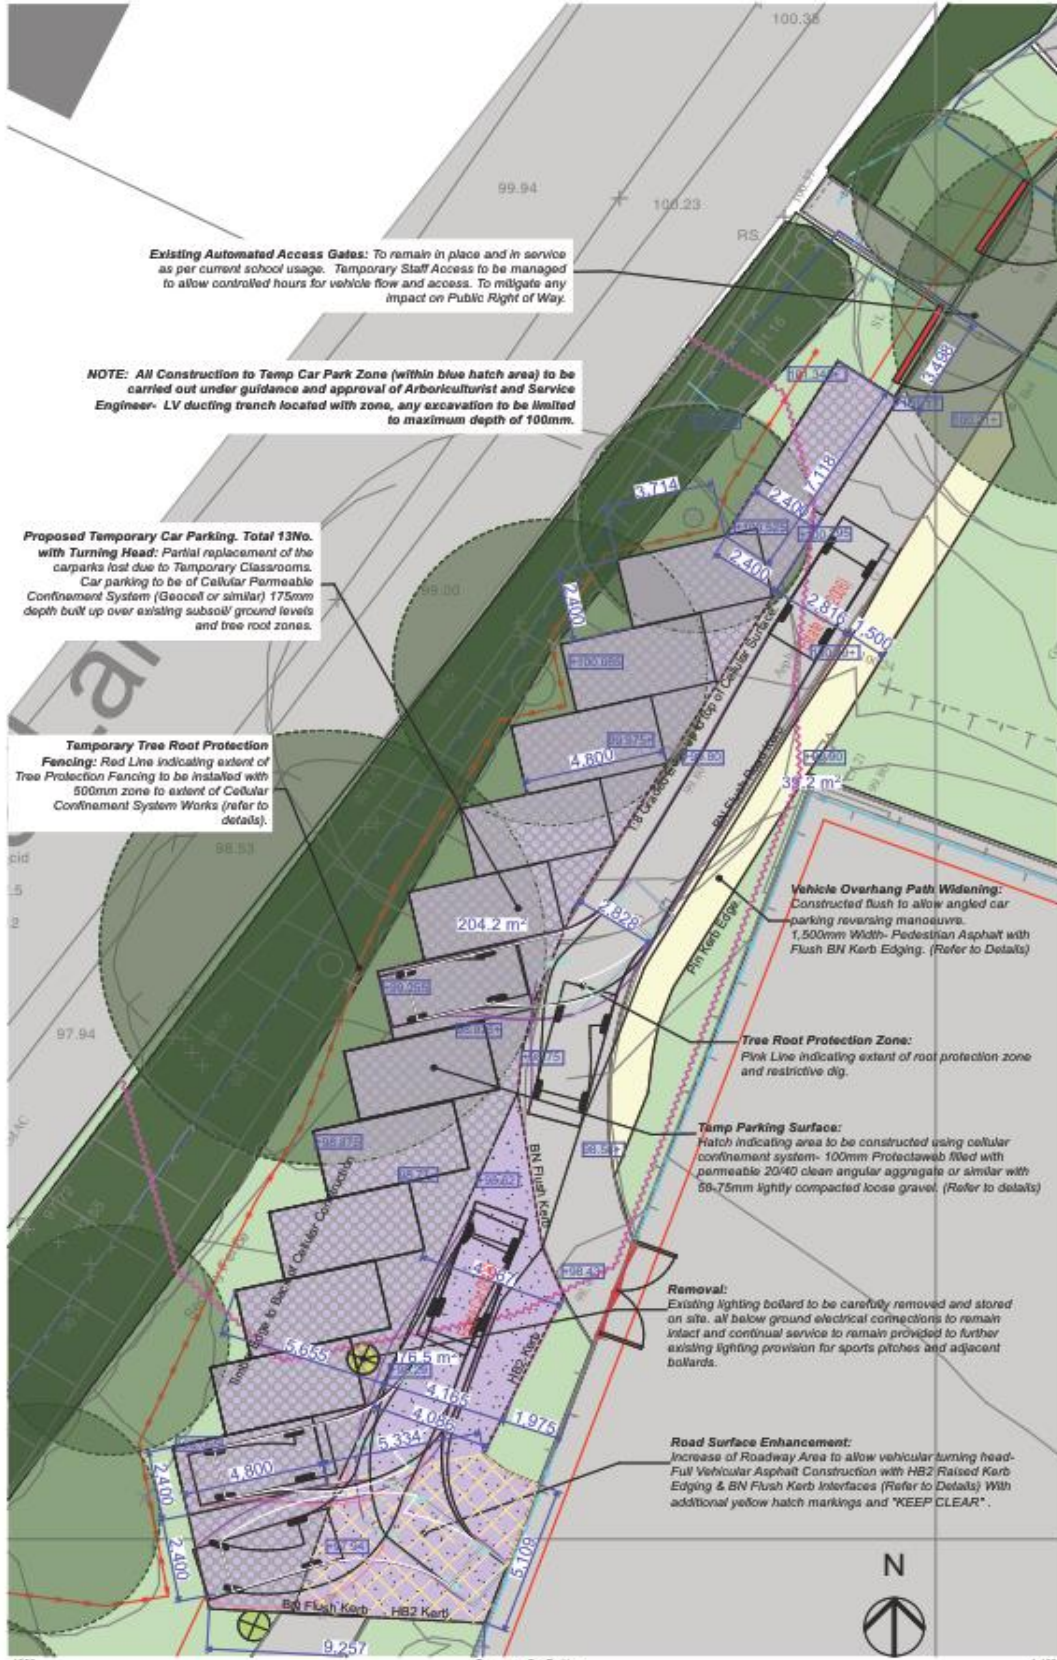 100.38
99.94
100.23
RS
Existing Automated Access Gates: To remain in place and in service
as per current school usage. Temporary Staff Access to be managed
to allow controlled hours for vehicle flow and access. To mitigate any
impact on Public Right of Way.
SL
3.498
NOTE: All Construction to Temp Car Park Zone (within blue hatch area) to be
carried out under guidance and approval of Arboriculturist and Service
Engineer- LV ducting trench located with zone, any excavation to be limited
to maximum depth of 100mm.
7.118
3.714
2.400
2.400
2.400
Proposed Temporary Car Parking. Total 13No.
with Turning Head: Partial replacement of the
carparks lost due to Temporary Classrooms.
Car parking to be of Cellular Permeable
Confinement System (Geocell or similar) 175mm
depth built up over existing subsoil/ ground levels
and tree root zones.
99.00
2.816
1.500
+100.085
99.975+
4.800
+99.80
Temporary Tree Root Protection
Fencing: Red Line indicating extent of
Tree Protection Fencing to be installed with
500mm zone to extent of Cellular
Confinement System Works (refer to
details).
98.53
BN Flush Road Kerb
Pin Kerb Edge
204.2 m²
2.828
Vehicle Overhang Path Widening:
Constructed flush to allow angled car
parking reversing manoeuvre.
1,500mm Width- Pedestrian Asphalt with
Flush BN Kerb Edging. (Refer to Details)
97.94
Tree Root Protection Zone:
Pink Line indicating extent of root protection zone
and restrictive dig.
Temp Parking Surface:
Hatch indicating area to be constructed using cellular
confinement system- 100mm Protectaweb filled with
permeable 20/40 clean angular aggregate or similar with
50-75mm lightly compacted loose gravel. (Refer to details)
BN Flush Kerb
4.967
Removal:
Existing lighting bollard to be carefully removed and stored
on site. all below ground electrical connections to remain
intact and continual service to remain provided to further
existing lighting provision for sports pitches and adjacent
bollards.
5.655
HB2 Kerb
4.165
4.086
1.975
5.334
4.800
2.400
2.400
Road Surface Enhancement:
Increase of Roadway Area to allow vehicular turning head-
Full Vehicular Asphalt Construction with HB2 Raised Kerb
Edging & BN Flush Kerb Interfaces (Refer to Details) With
additional yellow hatch markings and "KEEP CLEAR" .
+97.94
5.109
BN Flush Kerb
HB2 Kerb
9.257
N